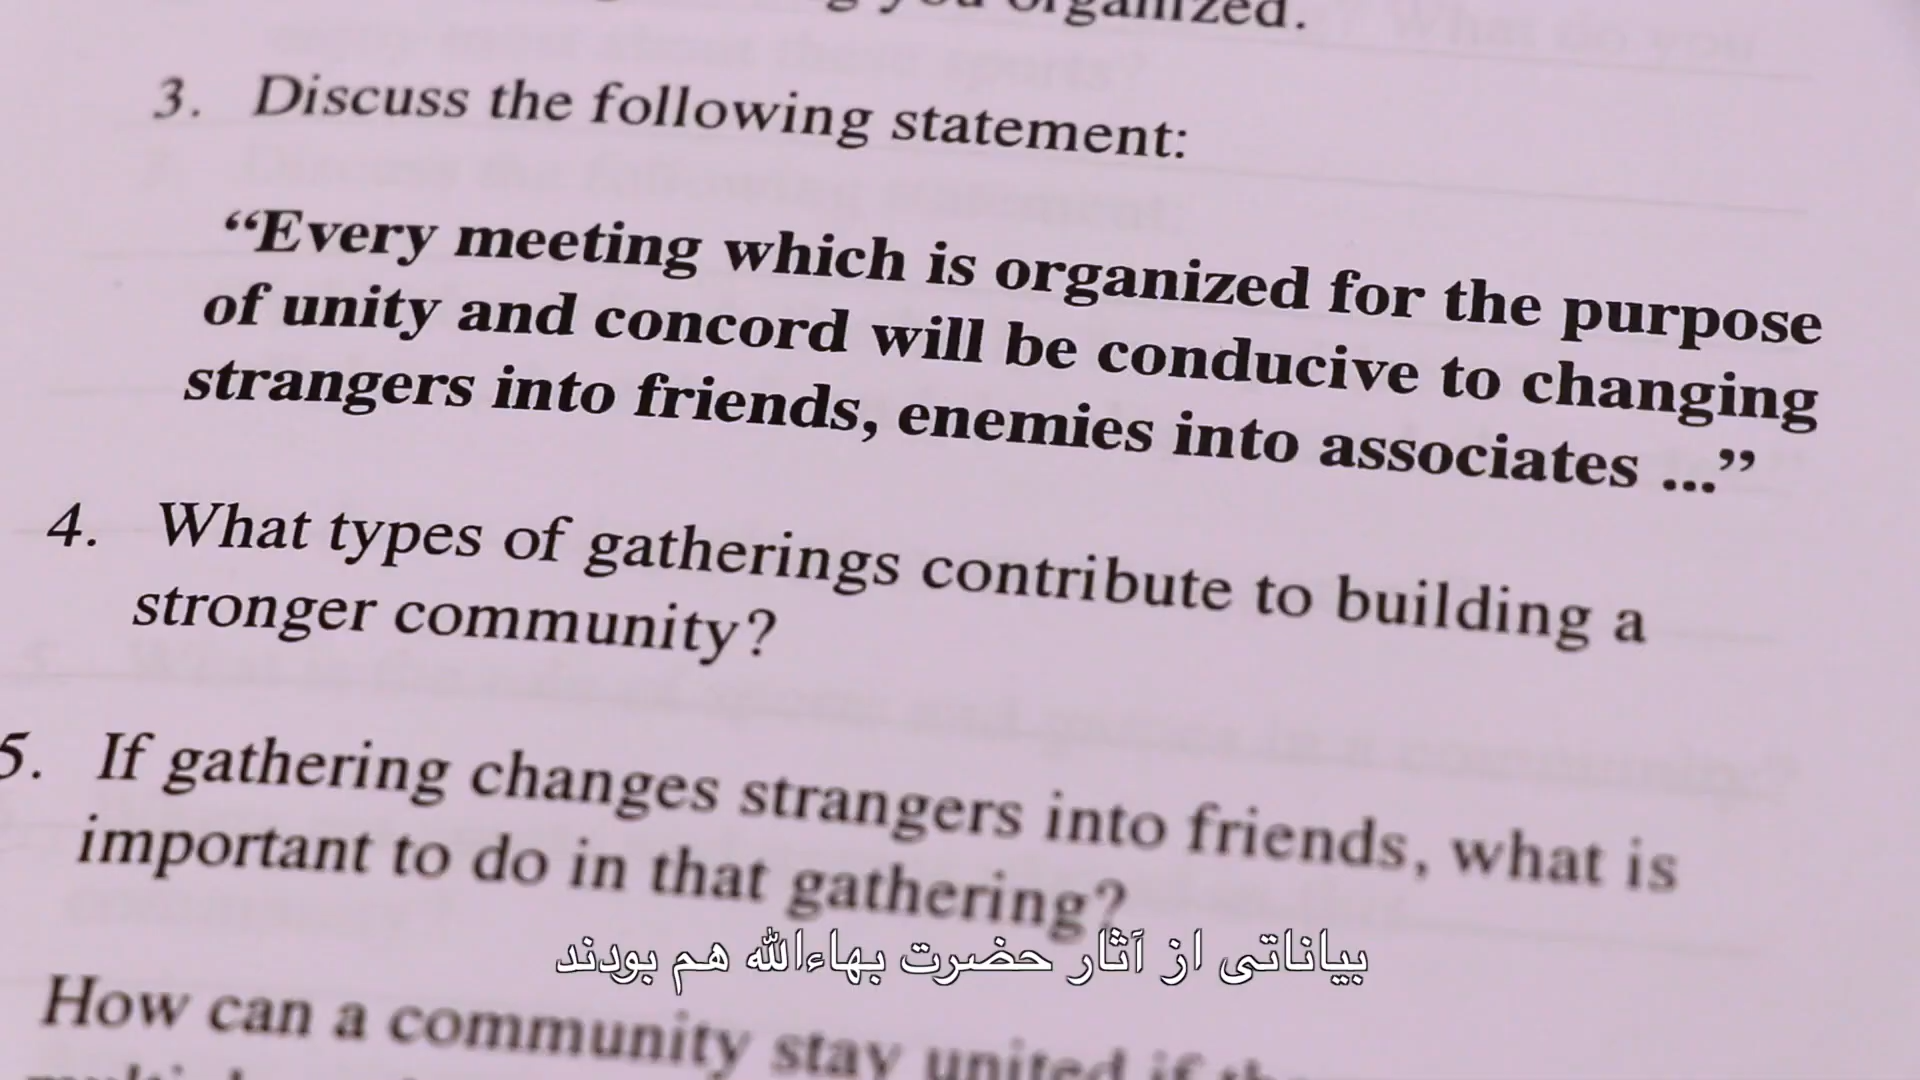 you organized.
3. Discuss the following statement:
“Every meeting which is organized for the purpose
of unity and concord will be conducive to changing
strangers into friends, enemies into associates ...”
4. What types of gatherings contribute to building a
stronger community?
5. If gathering changes strangers into friends, what is
important to do in that gathering?
بیاناتی از آثار حضرت بهاءالله هم بودند
How can a community stay united if